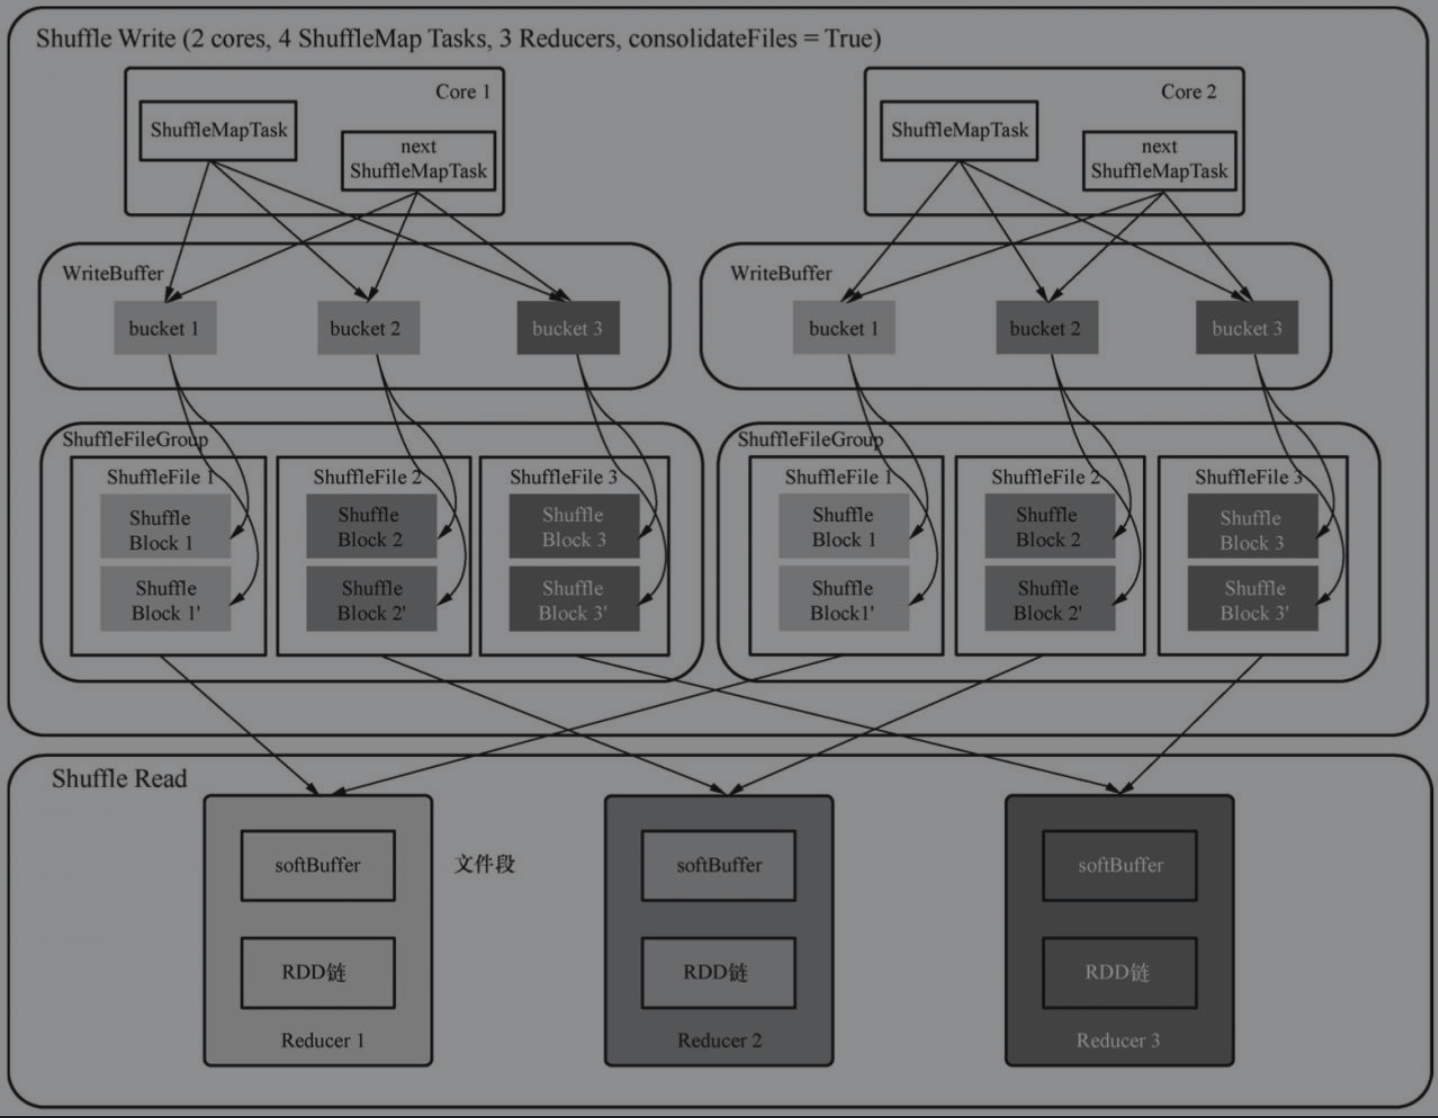 Shuffle Write (2 cores, 4 ShuffleMap Tasks, 3 Reducers, consolidateFiles = True)
Core 1
ShuffleMapTask
next
ShuffleMapTask
Core 2
ShuffleMapTask
next
ShuffleMapTask
WriteBuffer
bucket 1
bucket 2
bucket 3
WriteBuffer
bucket 1
bucket 2
bucket 3
ShuffleFileGroup
ShuffleFile 1
Shuffle
Block 1
Shuffle
Block 1'
ShuffleFile 2
Shuffle
Block 2
Shuffle
Block 2'
ShuffleFile 3
Shuffle
Block 3
Shuffle
Block 3'
ShuffleFileGroup
ShuffleFile 1
Shuffle
Block 1
Shuffle
Block1'
ShuffleFile 2
Shuffle
Block 2
Shuffle
Block 2'
ShuffleFile 3
Shuffle
Block 3
Shuffle
Block 3'
Shuffle Read
softBuffer
RDD链
Reducer 1
文件段
softBuffer
RDD链
Reducer 2
softBuffer
RDD链
Reducer 3